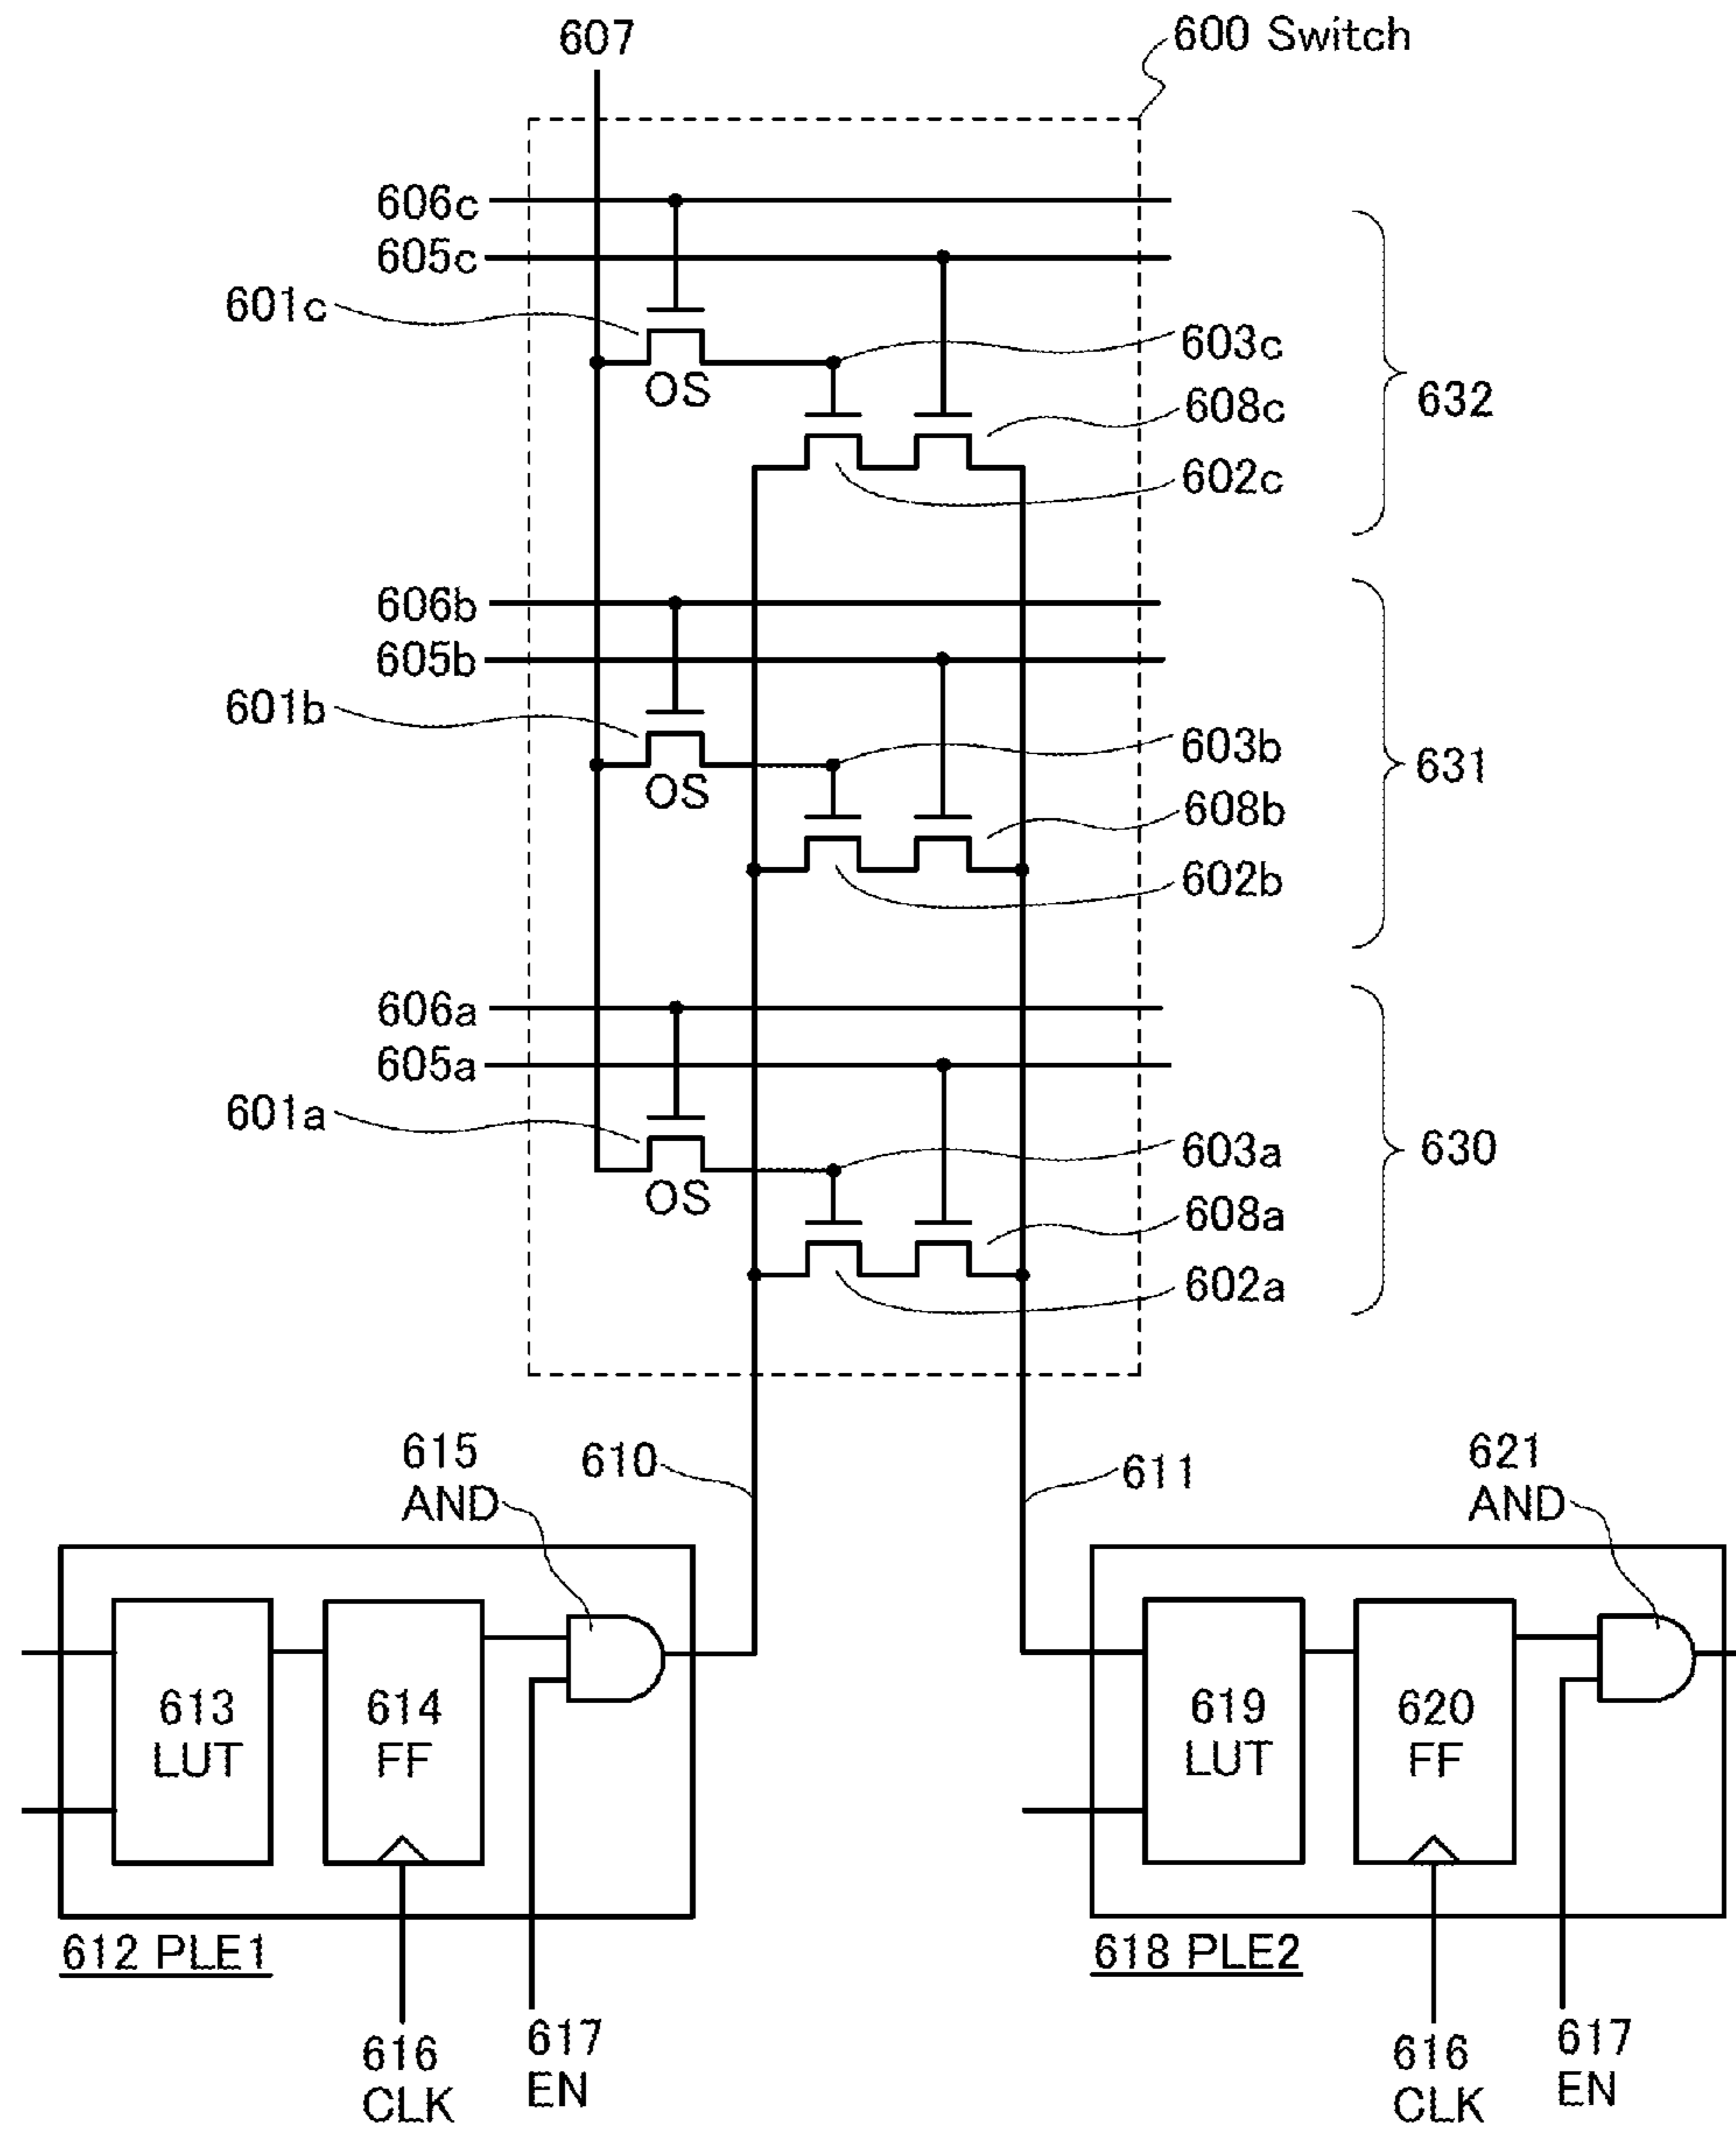 607
600 Switch
606c
605c
601c
603c
OS
608c
632
602c
606b
605b
601b
603b
631
OS
608b
602b
606a
605a
601a
603a
630
OS
608a
602a
615
AND
610
611
621
AND
613
LUT
614
FF
619
LUT
620
FF
612 PLE1
618 PLE2
616
CLK
617
EN
616
CLK
617
EN